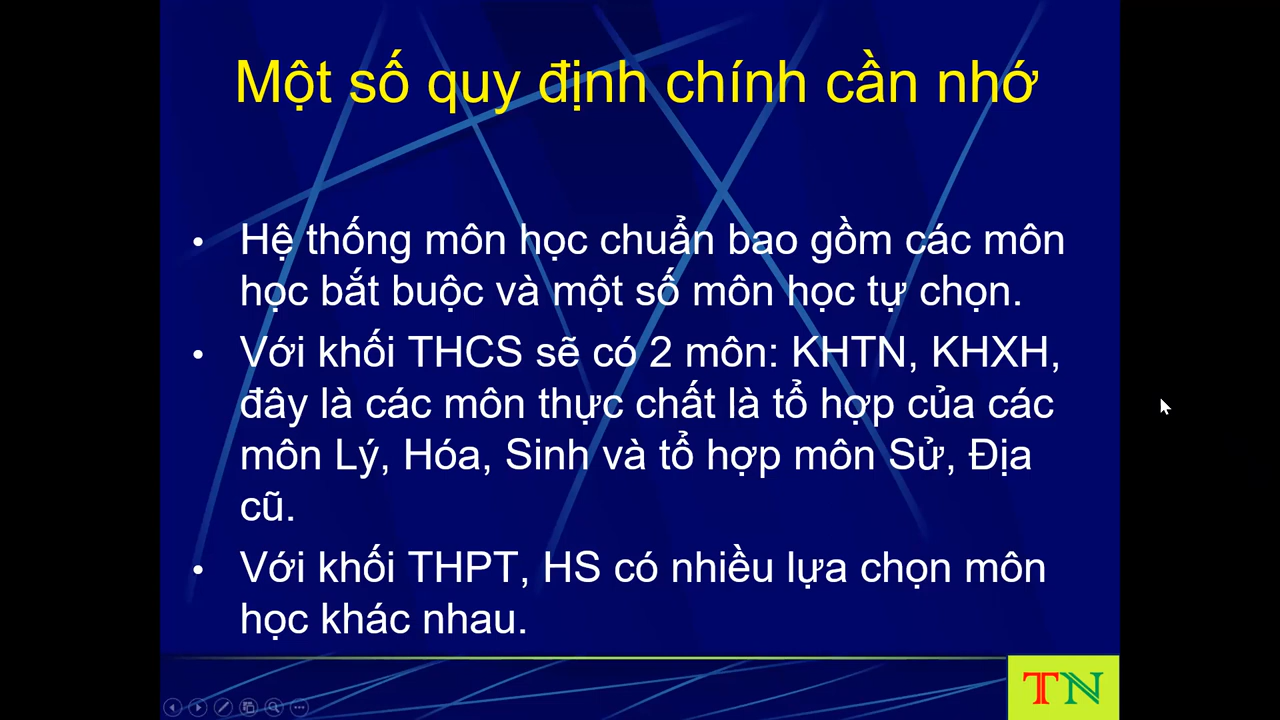 Một số quy định chính cần nhớ
• Hệ thống môn học chuẩn bao gồm các môn
học bắt buộc và một số môn học tự chọn.
• Với khối THCS sẽ có 2 môn: KHTN, KHXH,
đây là các môn thực chất là tổ hợp của các
môn Lý, Hóa, Sinh và tổ hợp môn Sử, Địa
cũ.
• Với khối THPT, HS có nhiều lựa chọn môn
học khác nhau.
TN